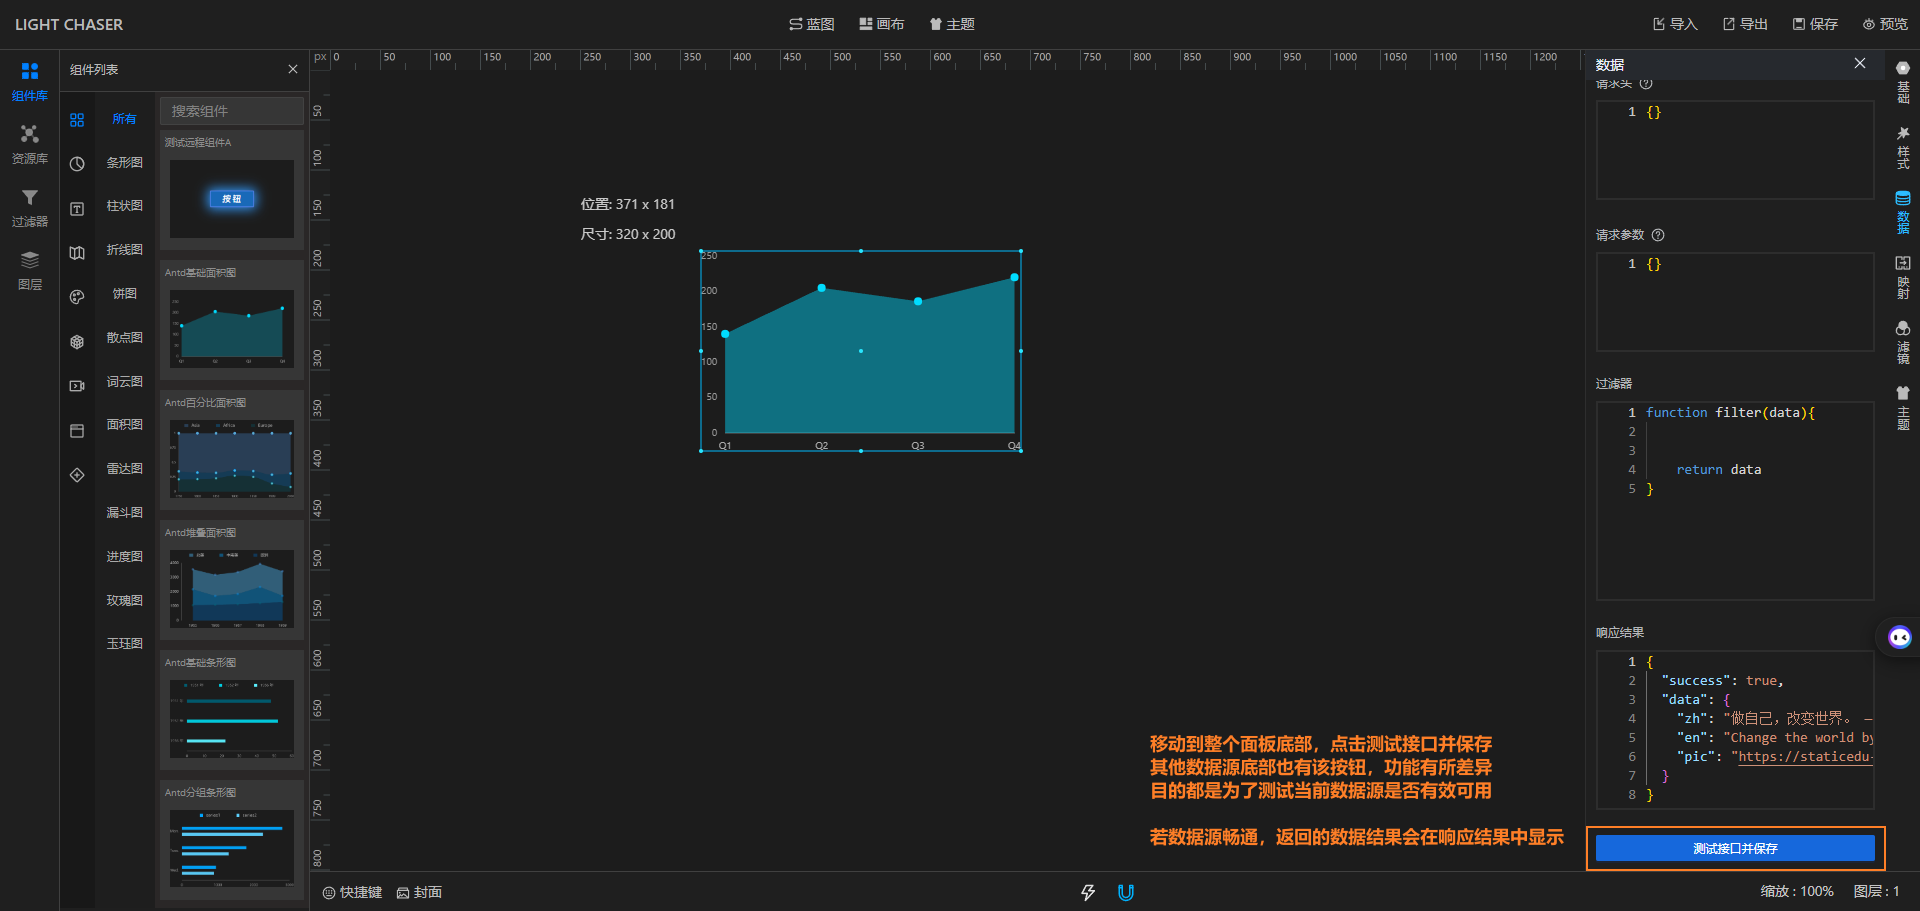 LIGHT CHASER
蓝图
画布
主题
导入
导出
保存
预览
组件库
资源库
过滤器
图层
组件列表
所有
条形图
柱状图
折线图
饼图
散点图
词云图
面积图
雷达图
漏斗图
进度图
玫瑰图
玉珏图
搜索组件
测试远程组件A
按钮
Antd基础面积图
Antd百分比面积图
Antd堆叠面积图
Antd基础条形图
Antd分组条形图
px
0 50 100 150 200 250 300 350 400 450 500 550 600 650 700 750 800 850 900 950 1000 1050 1100 1150 1200
50
100
150
200
250
300
350
400
450
500
550
600
650
700
750
800
位置: 371 x 181
尺寸: 320 x 200
250
200
150
100
50
0
Q1 Q2 Q3 Q4
移动到整个面板底部，点击测试接口并保存
其他数据源底部也有该按钮，功能有所差异
目的都是为了测试当前数据源是否有效可用
若数据源畅通，返回的数据结果会在响应结果中显示
数据
请求头
1 {}
请求参数
1 {}
过滤器
1 function filter(data){
2
3
4 return data
5 }
响应结果
1 {
2 "success": true,
3 "data": {
4 "zh": "做自己，改变世界。 —
5 "en": "Change the world by
6 "pic": "https://staticedu-
7 }
8 }
测试接口并保存
基础
样式
数据
映射
滤镜
主题
快捷键
封面
缩放 : 100%
图层 : 1